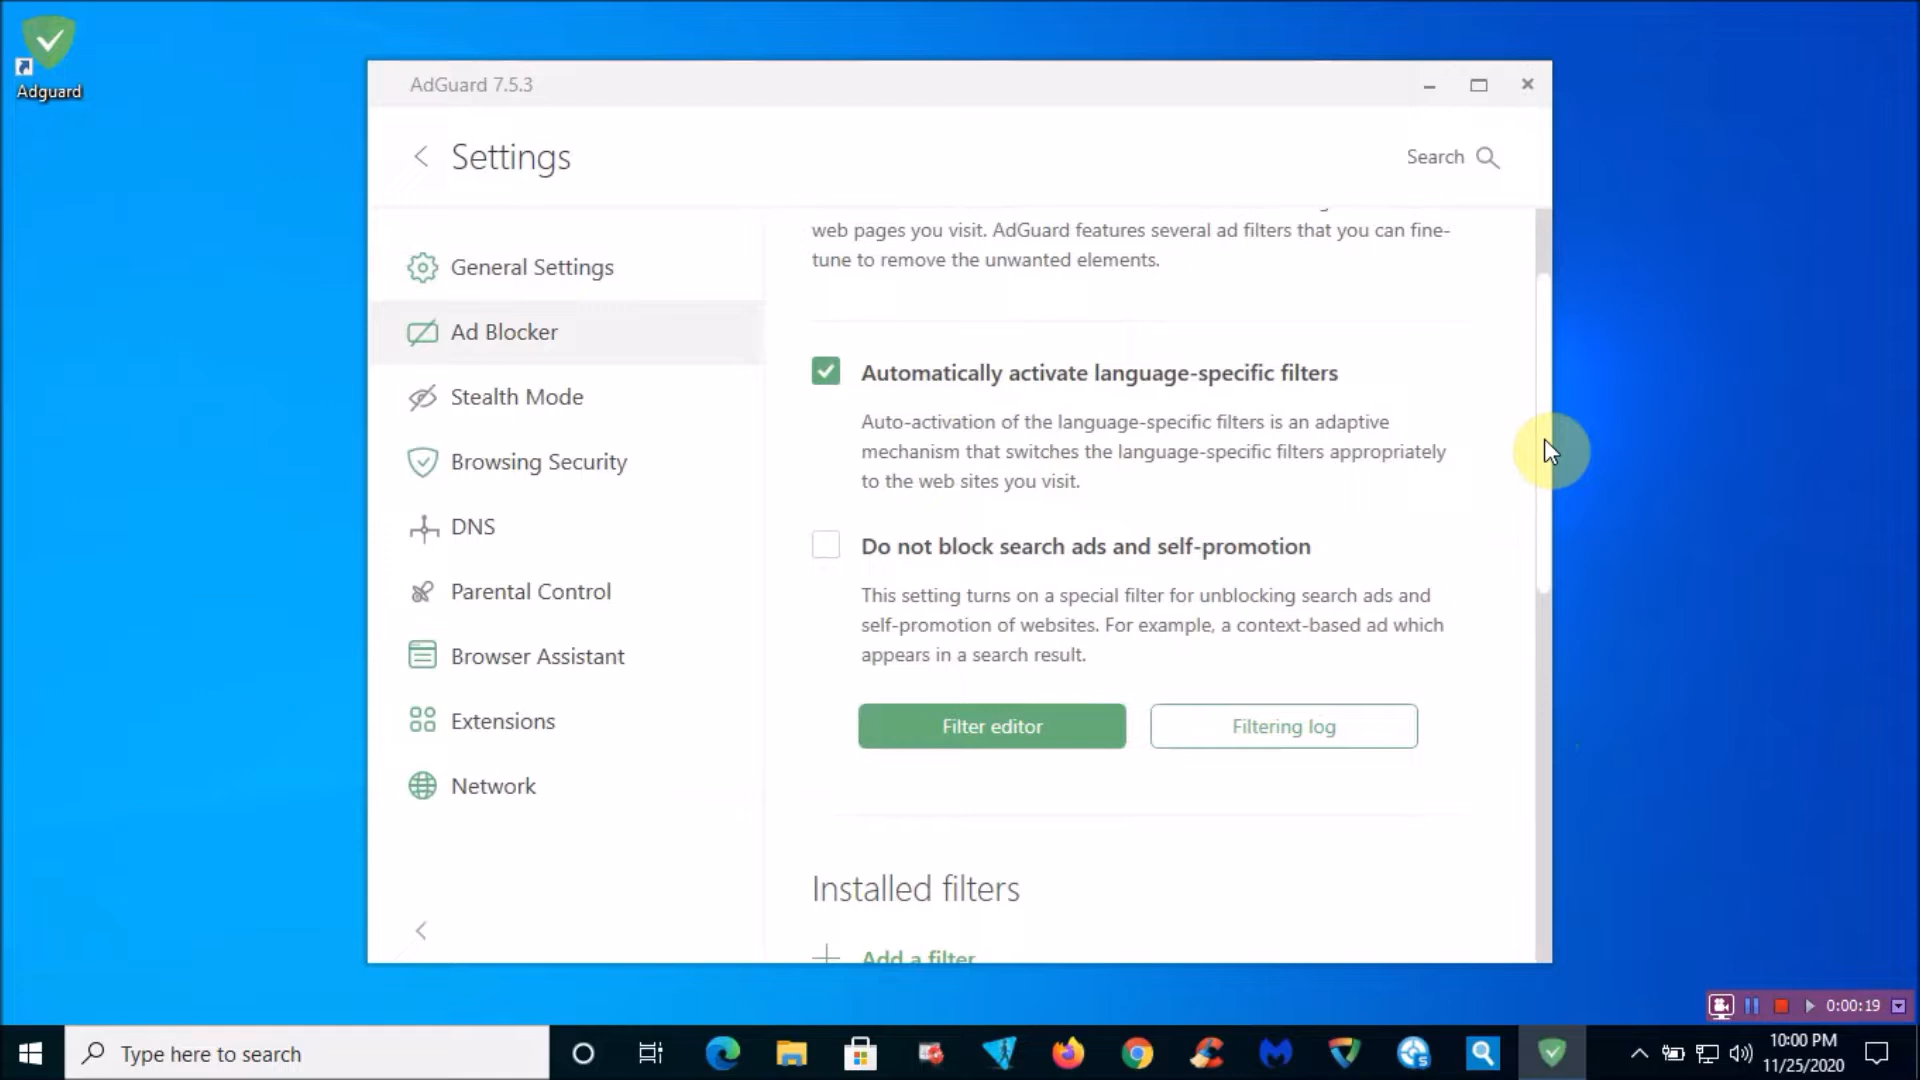 Adguard
AdGuard 7.5.3
Settings
Search
General Settings
Ad Blocker
Stealth Mode
Browsing Security
DNS
Parental Control
Browser Assistant
Extensions
Network
web pages you visit. AdGuard features several ad filters that you can fine-
tune to remove the unwanted elements.
Automatically activate language-specific filters
Auto-activation of the language-specific filters is an adaptive
mechanism that switches the language-specific filters appropriately
to the web sites you visit.
Do not block search ads and self-promotion
This setting turns on a special filter for unblocking search ads and
self-promotion of websites. For example, a context-based ad which
appears in a search result.
Filter editor
Filtering log
Installed filters
Add a filter
0:00:19
Type here to search
10:00 PM
11/25/2020